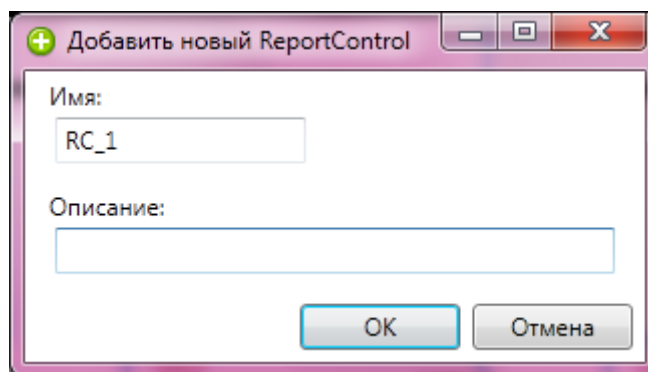 Добавить новый ReportControl
Имя:
RC_1
Описание:
OK Отмена